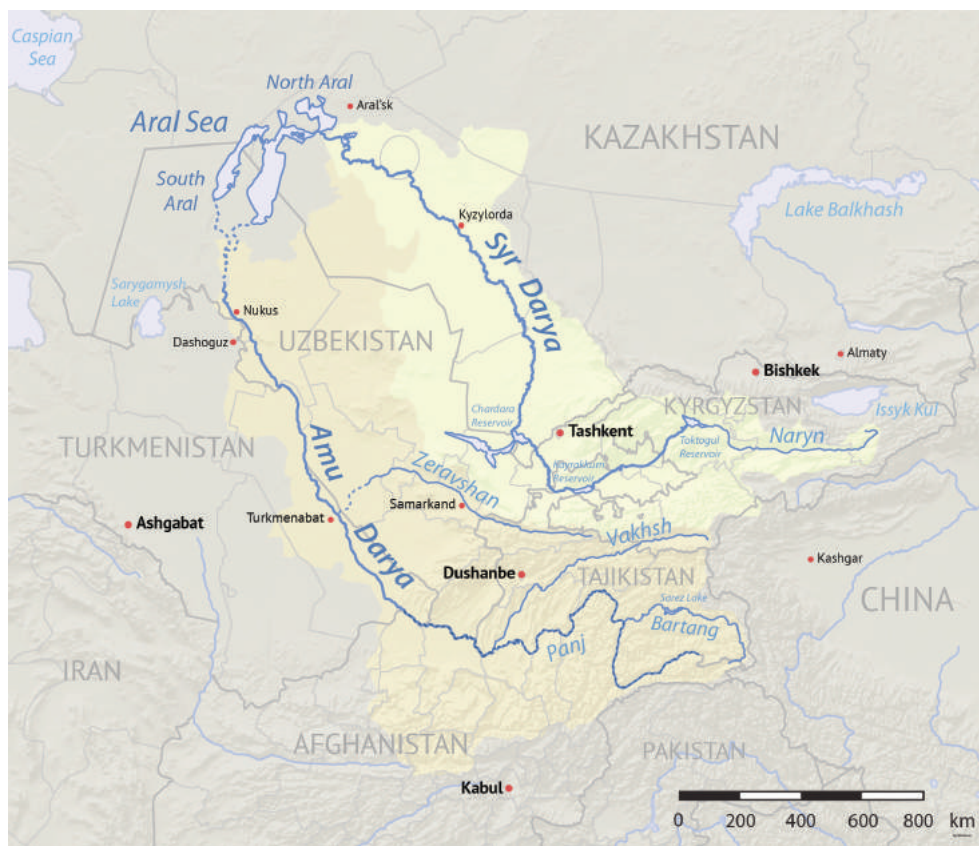 Caspian
Sea
North Aral
Aral'sk
Aral Sea
KAZAKHSTAN
South
Aral
Lake Balkhash
Kyzylorda
Syr Darya
Sarygamysh
Lake
Nukus
Dashoguz
UZBEKISTAN
Almaty
Bishkek
KYRGYZSTAN
Issyk Kul
Chardara
Reservoir
Tashkent
Toktogul
Reservoir
Naryn
TURKMENISTAN
Amu
Darya
Kayrakkum
Reservoir
Zeravshan
Samarkand
Turkmenabat
Ashgabat
Vakhsh
Dushanbe
TAJIKISTAN
Kashgar
CHINA
Sarez Lake
Bartang
Panj
IRAN
AFGHANISTAN
PAKISTAN
Kabul
0 200 400 600 800 km